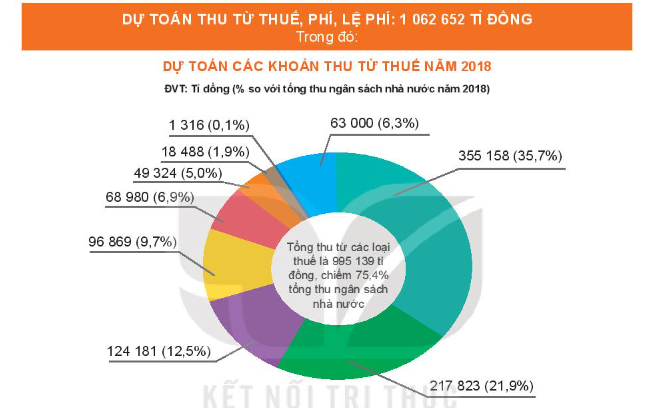 DỰ TOÁN THU TỪ THUẾ, PHÍ, LỆ PHÍ: 1 062 652 TỈ ĐỒNG
Trong đó:
DỰ TOÁN CÁC KHOẢN THU TỪ THUẾ NĂM 2018
ĐVT: Tỉ đồng (% so với tổng thu ngân sách nhà nước năm 2018)
1 316 (0,1%)
63 000 (6,3%)
18 488 (1,9%)
355 158 (35,7%)
49 324 (5,0%)
68 980 (6,9%)
96 869 (9,7%)
Tổng thu từ các loại
thuế là 995 139 tỉ
đồng, chiếm 75,4%
tổng thu ngân sách
nhà nước
124 181 (12,5%)
217 823 (21,9%)
KẾT NỐI TRI THỨC